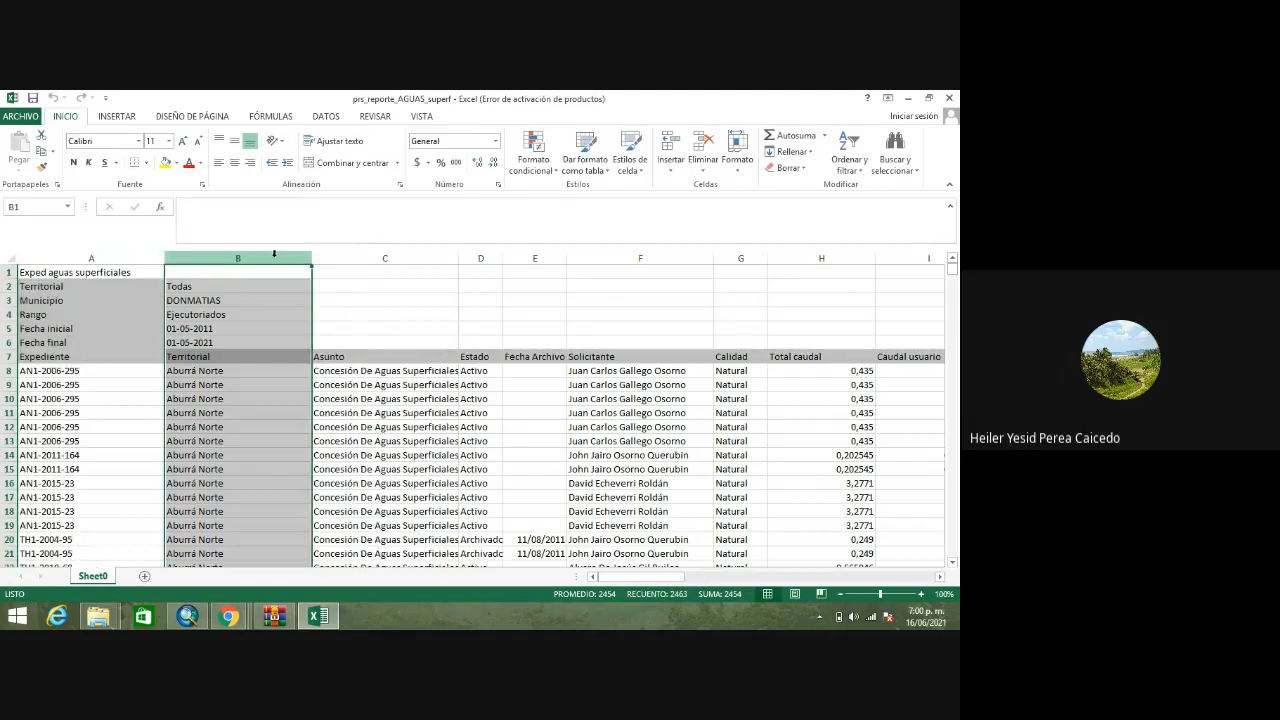 prs_reporte_AGUAS_superf - Excel (Error de activación de productos)
ARCHIVO INICIO INSERTAR DISEÑO DE PÁGINA FÓRMULAS DATOS REVISAR VISTA Iniciar sesión
Pegar
Calibri 11
N K S
Ajustar texto
Combinar y centrar
General
$ % 000
Formato condicional
Dar formato como tabla
Estilos de celda
Insertar Eliminar Formato
Autosuma
Rellenar
Borrar
Ordenar y filtrar
Buscar y seleccionar
Portapapeles Fuente Alineación Número Estilos Celdas Modificar
B1 fx
A B C D E F G H I
1 Exped aguas superficiales
2 Territorial Todas
3 Municipio DONMATIAS
4 Rango Ejecutoriados
5 Fecha inicial 01-05-2011
6 Fecha final 01-05-2021
7 Expediente Territorial Asunto Estado Fecha Archivo Solicitante Calidad Total caudal Caudal usuario
8 AN1-2006-295 Aburrá Norte Concesión De Aguas Superficiales Activo Juan Carlos Gallego Osorno Natural 0,435
9 AN1-2006-295 Aburrá Norte Concesión De Aguas Superficiales Activo Juan Carlos Gallego Osorno Natural 0,435
10 AN1-2006-295 Aburrá Norte Concesión De Aguas Superficiales Activo Juan Carlos Gallego Osorno Natural 0,435
11 AN1-2006-295 Aburrá Norte Concesión De Aguas Superficiales Activo Juan Carlos Gallego Osorno Natural 0,435
12 AN1-2006-295 Aburrá Norte Concesión De Aguas Superficiales Activo Juan Carlos Gallego Osorno Natural 0,435
13 AN1-2006-295 Aburrá Norte Concesión De Aguas Superficiales Activo Juan Carlos Gallego Osorno Natural 0,435
14 AN1-2011-164 Aburrá Norte Concesión De Aguas Superficiales Activo John Jairo Osorno Querubin Natural 0,202545
15 AN1-2011-164 Aburrá Norte Concesión De Aguas Superficiales Activo John Jairo Osorno Querubin Natural 0,202545
16 AN1-2015-23 Aburrá Norte Concesión De Aguas Superficiales Activo David Echeverri Roldán Natural 3,2771
17 AN1-2015-23 Aburrá Norte Concesión De Aguas Superficiales Activo David Echeverri Roldán Natural 3,2771
18 AN1-2015-23 Aburrá Norte Concesión De Aguas Superficiales Activo David Echeverri Roldán Natural 3,2771
19 AN1-2015-23 Aburrá Norte Concesión De Aguas Superficiales Activo David Echeverri Roldán Natural 3,2771
20 TH1-2004-95 Aburrá Norte Concesión De Aguas Superficiales Archivado 11/08/2011 John Jairo Osorno Querubin Natural 0,249
21 TH1-2004-95 Aburrá Norte Concesión De Aguas Superficiales Archivado 11/08/2011 John Jairo Osorno Querubin Natural 0,249
Sheet0
LISTO PROMEDIO: 2454 RECUENTO: 2463 SUMA: 2454 100%
7:00 p. m.
16/06/2021
Heiler Yesid Perea Caicedo